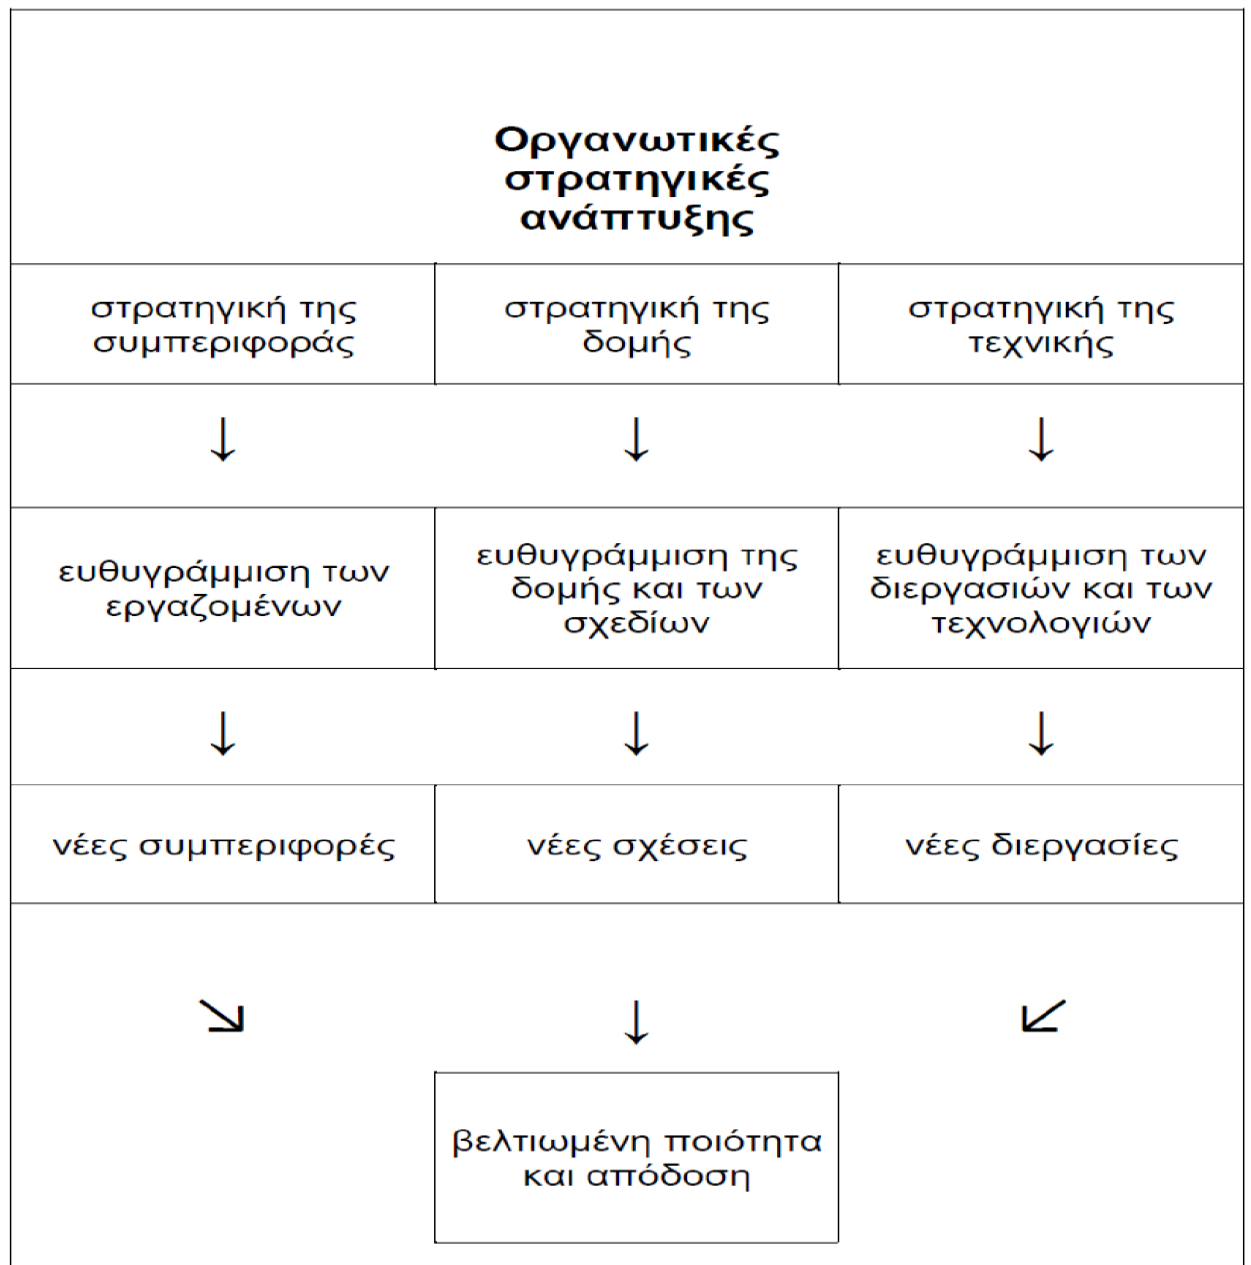 Οργανωτικές
στρατηγικές
ανάπτυξης
στρατηγική της
συμπεριφοράς
στρατηγική της
δομής
στρατηγική της
τεχνικής
↓ ↓ ↓
ευθυγράμμιση των
εργαζομένων
ευθυγράμμιση της
δομής και των
σχεδίων
ευθυγράμμιση των
διεργασιών και των
τεχνολογιών
↓ ↓ ↓
νέες συμπεριφορές
νέες σχέσεις
νέες διεργασίες
↘ ↓ ↙
βελτιωμένη ποιότητα
και απόδοση